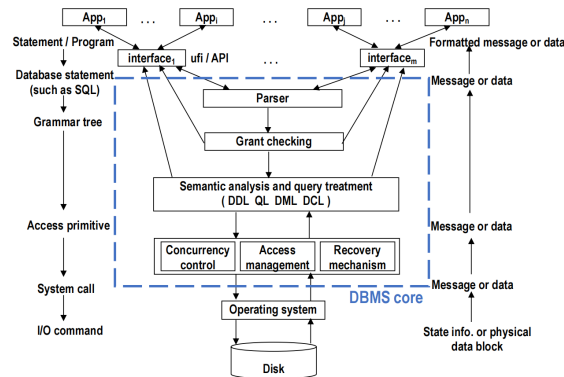 App1 ... Appi ... Appj ... Appn
Statement / Program
Formatted message or data
interface1 ufi / API ... interfacem
Database statement
(such as SQL)
Message or data
Parser
Grammar tree
Grant checking
Semantic analysis and query treatment
( DDL QL DML DCL )
Access primitive
Message or data
Concurrency
control
Access
management
Recovery
mechanism
System call
Message or data
DBMS core
Operating system
I/O command
State info. or physical
data block
Disk